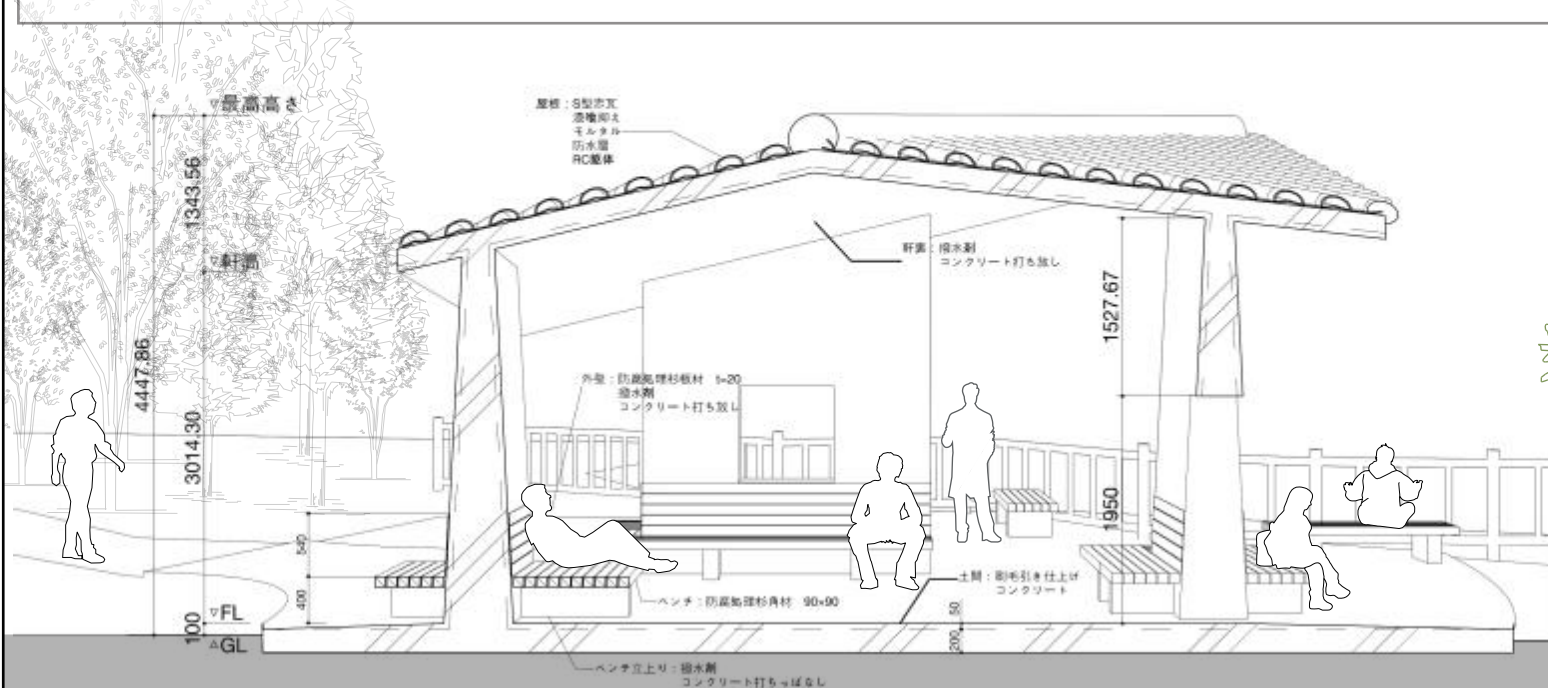 ▽最高高さ
屋根：S型赤瓦
漆喰抑え
モルタル
防水層
RC躯体
1343.56
▽軒高
軒裏：撥水剤
コンクリート打ち放し
4447.86
3014.30
1527.67
外壁：防腐処理杉板材 t=20
撥水剤
コンクリート打ち放し
1950
540
400
土間：刷毛引き仕上げ
コンクリート
ベンチ：防腐処理杉角材 90×90
▽FL
100
△GL
50
200
ベンチ立上り：撥水剤
コンクリート打ちっぱなし